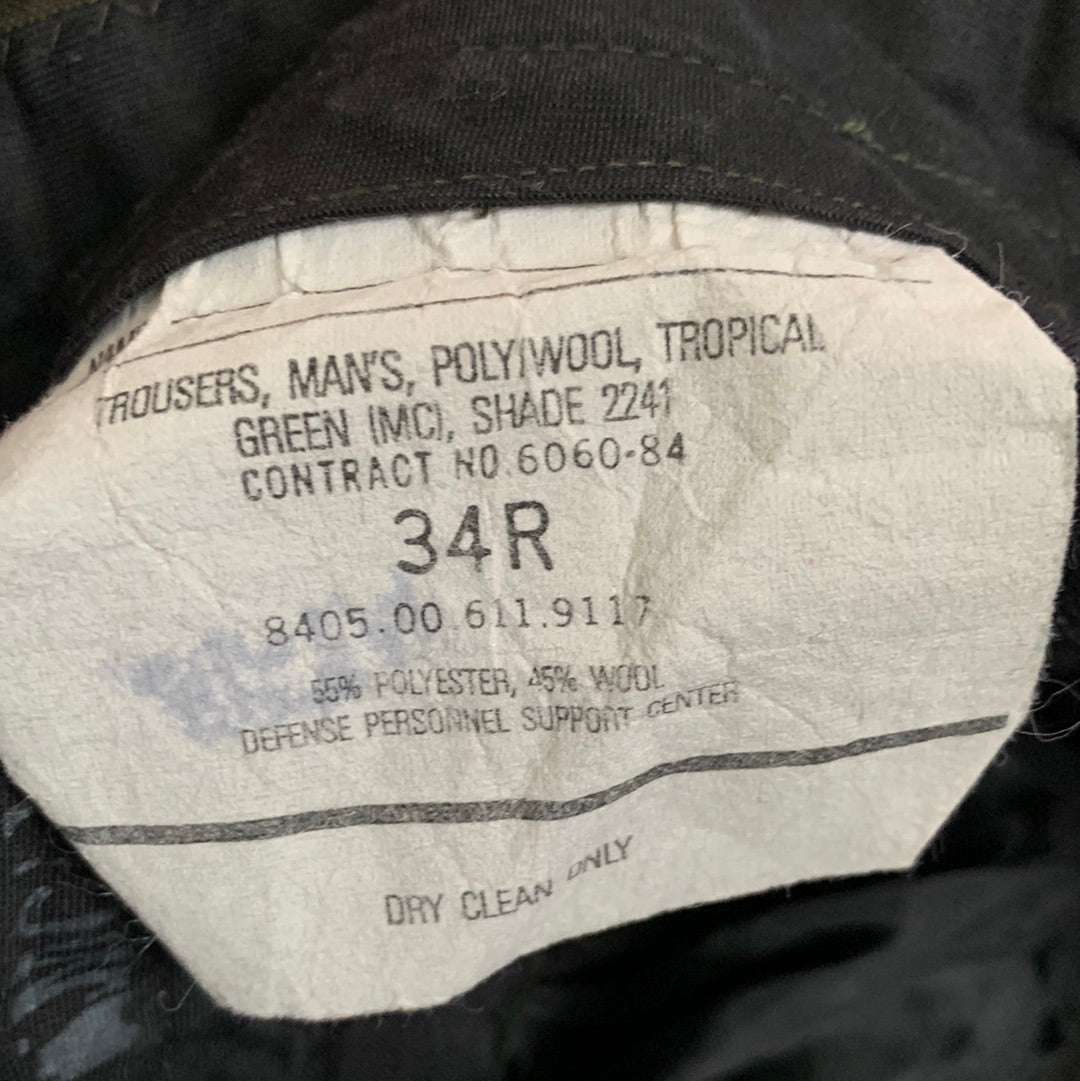 TROUSERS, MAN'S, POLY/WOOL, TROPICAL
GREEN (MC), SHADE 2241
CONTRACT NO. 6060-84
34R
8405.00.611.9117
55% POLYESTER, 45% WOOL
DEFENSE PERSONNEL SUPPORT CENTER
DRY CLEAN ONLY